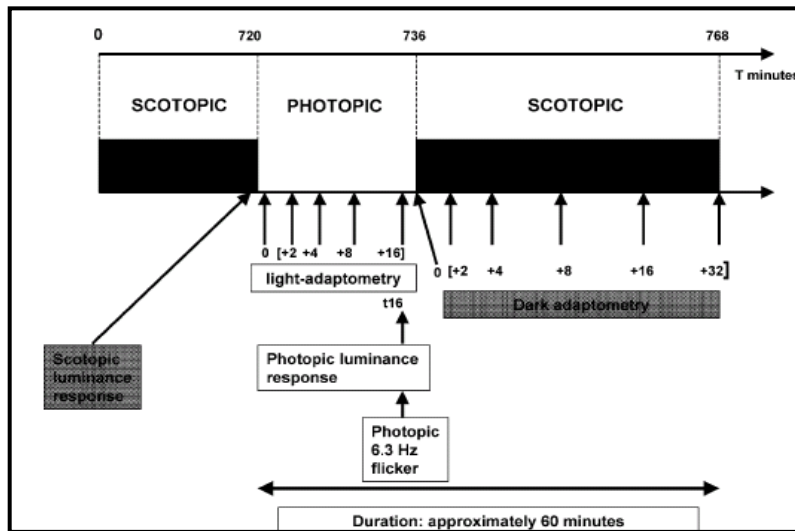 0 720 736 768
T minutes
SCOTOPIC PHOTOPIC SCOTOPIC
0 [+2 +4 +8 +16]
0 [+2 +4 +8 +16 +32]
light-adaptometry
Dark adaptometry
t16
Scotopic
luminance
response
Photopic luminance
response
Photopic
6.3 Hz
flicker
Duration: approximately 60 minutes